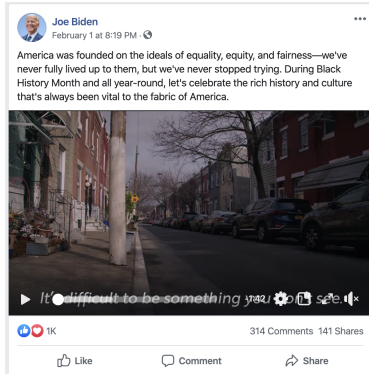 Joe Biden
February 1 at 8:19 PM ·
America was founded on the ideals of equality, equity, and fairness—we've
never fully lived up to them, but we've never stopped trying. During Black
History Month and all year-round, let's celebrate the rich history and culture
that's always been vital to the fabric of America.
It's difficult to be something you don't see.
-1:42
1K
314 Comments 141 Shares
Like Comment Share